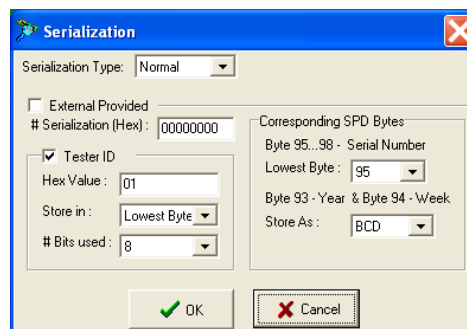 Serialization
Serialization Type: Normal
External Provided
# Serialization (Hex) : 00000000
Tester ID
Hex Value : 01
Store in : Lowest Byte
# Bits used : 8
Corresponding SPD Bytes
Byte 95...98 - Serial Number
Lowest Byte : 95
Byte 93 - Year & Byte 94 - Week
Store As : BCD
OK
Cancel